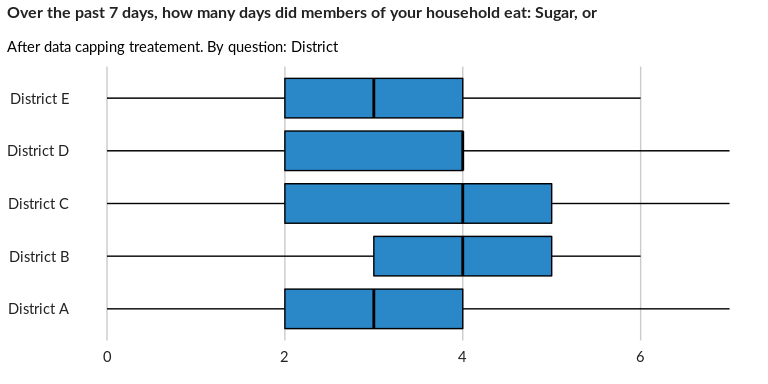 Over the past 7 days, how many days did members of your household eat: Sugar, or
After data capping treatement. By question: District
District E
District D
District C
District B
District A
0 2 4 6